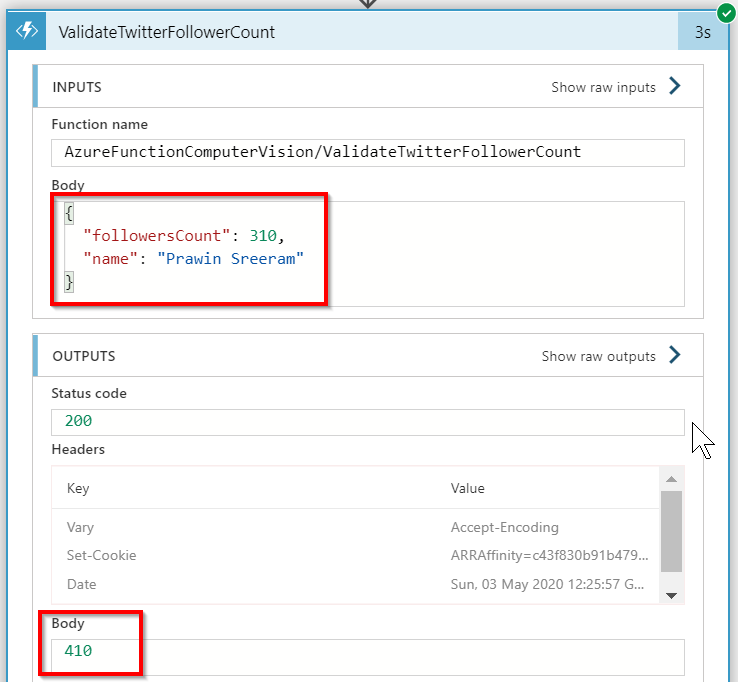 ValidateTwitterFollowerCount 3s
INPUTS Show raw inputs
Function name
AzureFunctionComputerVision/ValidateTwitterFollowerCount
Body
{
"followersCount": 310,
"name": "Prawin Sreeram"
}
OUTPUTS Show raw outputs
Status code
200
Headers
Key Value
Vary Accept-Encoding
Set-Cookie ARRAffinity=c43f830b91b479...
Date Sun, 03 May 2020 12:25:57 G...
Body
410